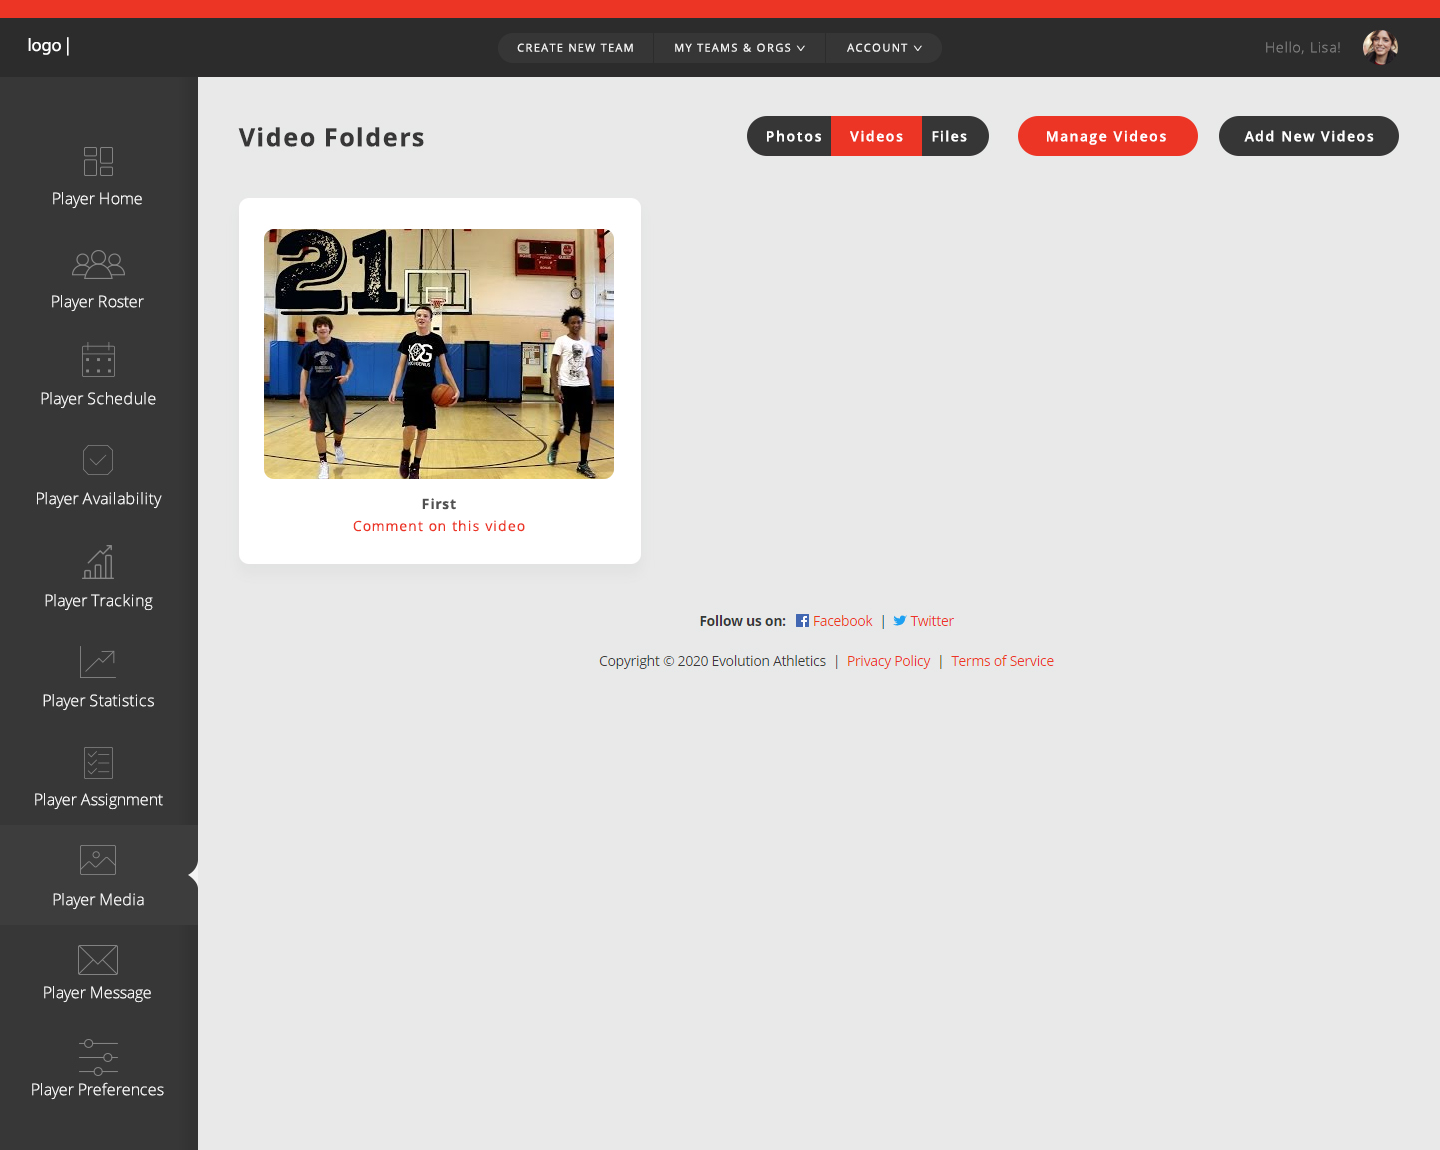 logo |
CREATE NEW TEAM
MY TEAMS & ORGS
ACCOUNT
Hello, Lisa!
Video Folders
Photos
Videos
Files
Manage Videos
Add New Videos
Player Home
Player Roster
Player Schedule
Player Availability
Player Tracking
Player Statistics
Player Assignment
Player Media
Player Message
Player Preferences
21
First
Comment on this video
Follow us on: Facebook | Twitter
Copyright © 2020 Evolution Athletics | Privacy Policy | Terms of Service